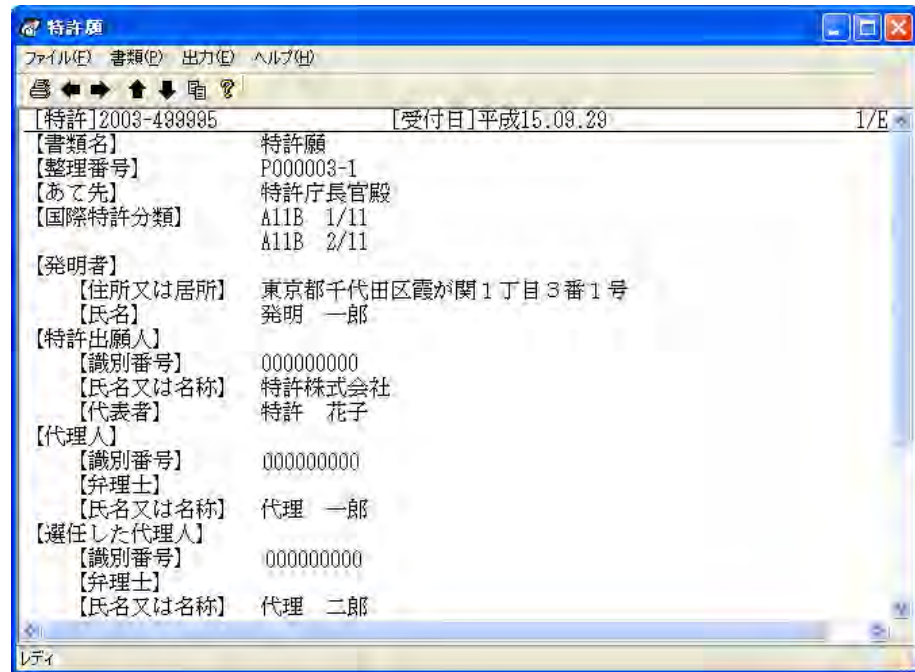 特許願
ファイル(F) 書類(P) 出力(E) ヘルプ(H)
[特許]2003-499995 [受付日]平成15.09.29 1/E
【書類名】 特許願
【整理番号】 P000003-1
【あて先】 特許庁長官殿
【国際特許分類】 A11B 1/11
A11B 2/11
【発明者】
【住所又は居所】 東京都千代田区霞が関1丁目3番1号
【氏名】 発明 一郎
【特許出願人】
【識別番号】 000000000
【氏名又は名称】 特許株式会社
【代表者】 特許 花子
【代理人】
【識別番号】 000000000
【弁理士】
【氏名又は名称】 代理 一郎
【選任した代理人】
【識別番号】 000000000
【弁理士】
【氏名又は名称】 代理 二郎
レディ